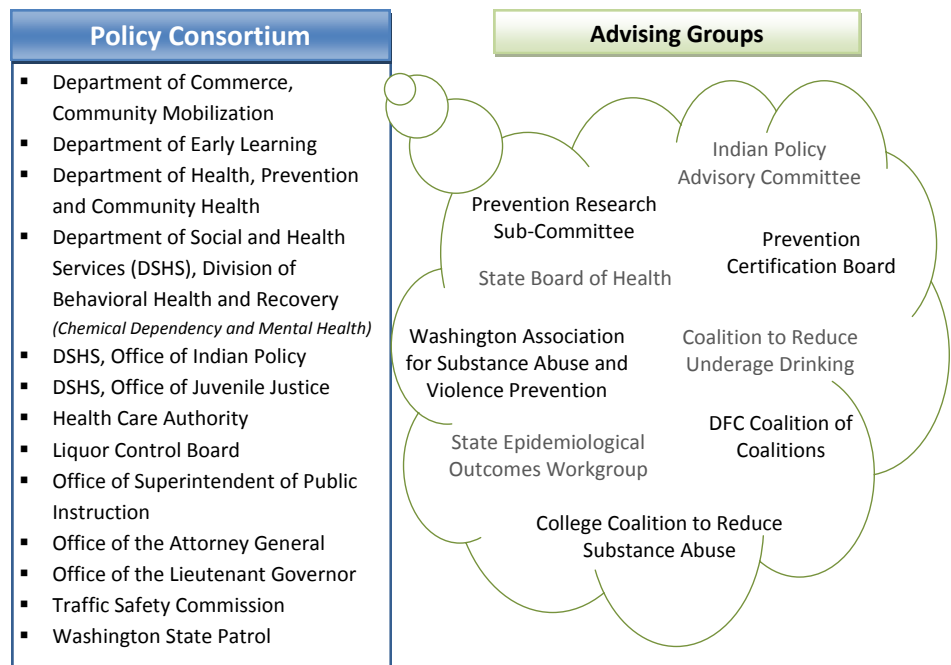 Policy Consortium
▪ Department of Commerce,
Community Mobilization
▪ Department of Early Learning
▪ Department of Health, Prevention
and Community Health
▪ Department of Social and Health
Services (DSHS), Division of
Behavioral Health and Recovery
(Chemical Dependency and Mental Health)
▪ DSHS, Office of Indian Policy
▪ DSHS, Office of Juvenile Justice
▪ Health Care Authority
▪ Liquor Control Board
▪ Office of Superintendent of Public
Instruction
▪ Office of the Attorney General
▪ Office of the Lieutenant Governor
▪ Traffic Safety Commission
▪ Washington State Patrol
Advising Groups
Indian Policy
Advisory Committee
Prevention Research
Sub-Committee
Prevention
Certification Board
State Board of Health
Washington Association
for Substance Abuse and
Violence Prevention
Coalition to Reduce
Underage Drinking
DFC Coalition of
Coalitions
State Epidemiological
Outcomes Workgroup
College Coalition to Reduce
Substance Abuse